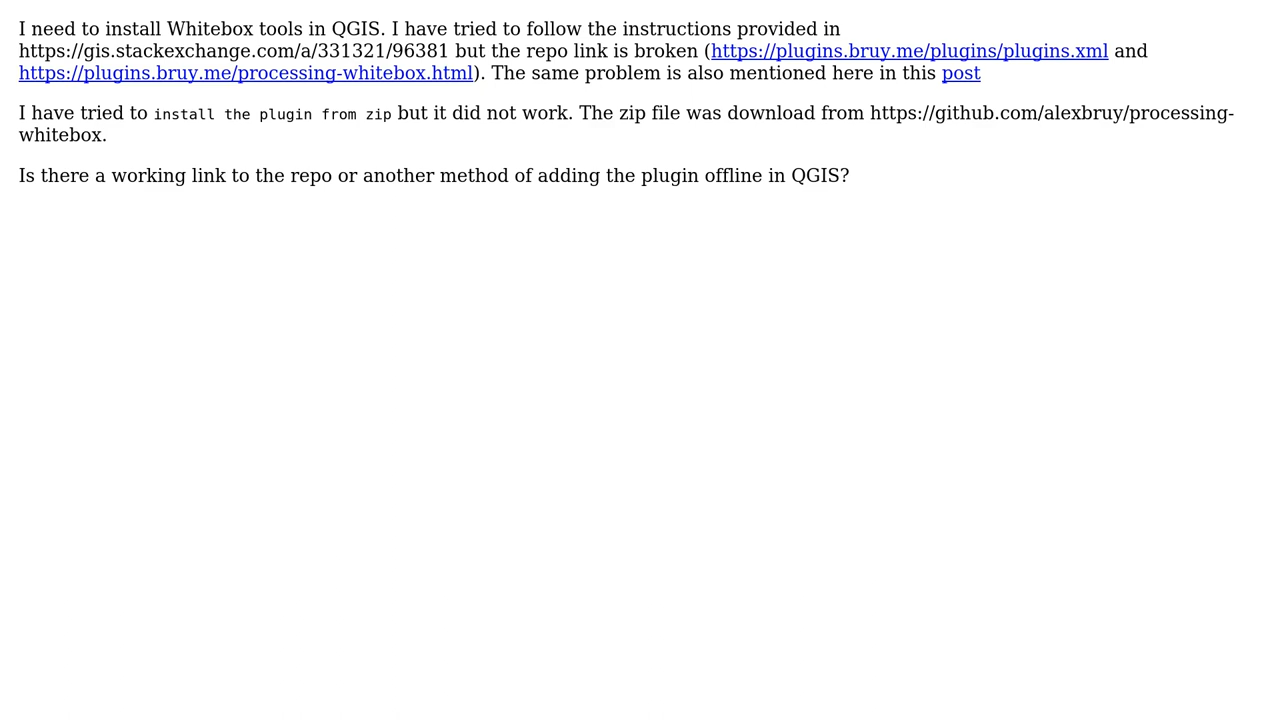 I need to install Whitebox tools in QGIS. I have tried to follow the instructions provided in
https://gis.stackexchange.com/a/331321/96381 but the repo link is broken (https://plugins.bruy.me/plugins/plugins.xml and
https://plugins.bruy.me/processing-whitebox.html). The same problem is also mentioned here in this post
I have tried to install the plugin from zip but it did not work. The zip file was download from https://github.com/alexbruy/processing-
whitebox.
Is there a working link to the repo or another method of adding the plugin offline in QGIS?